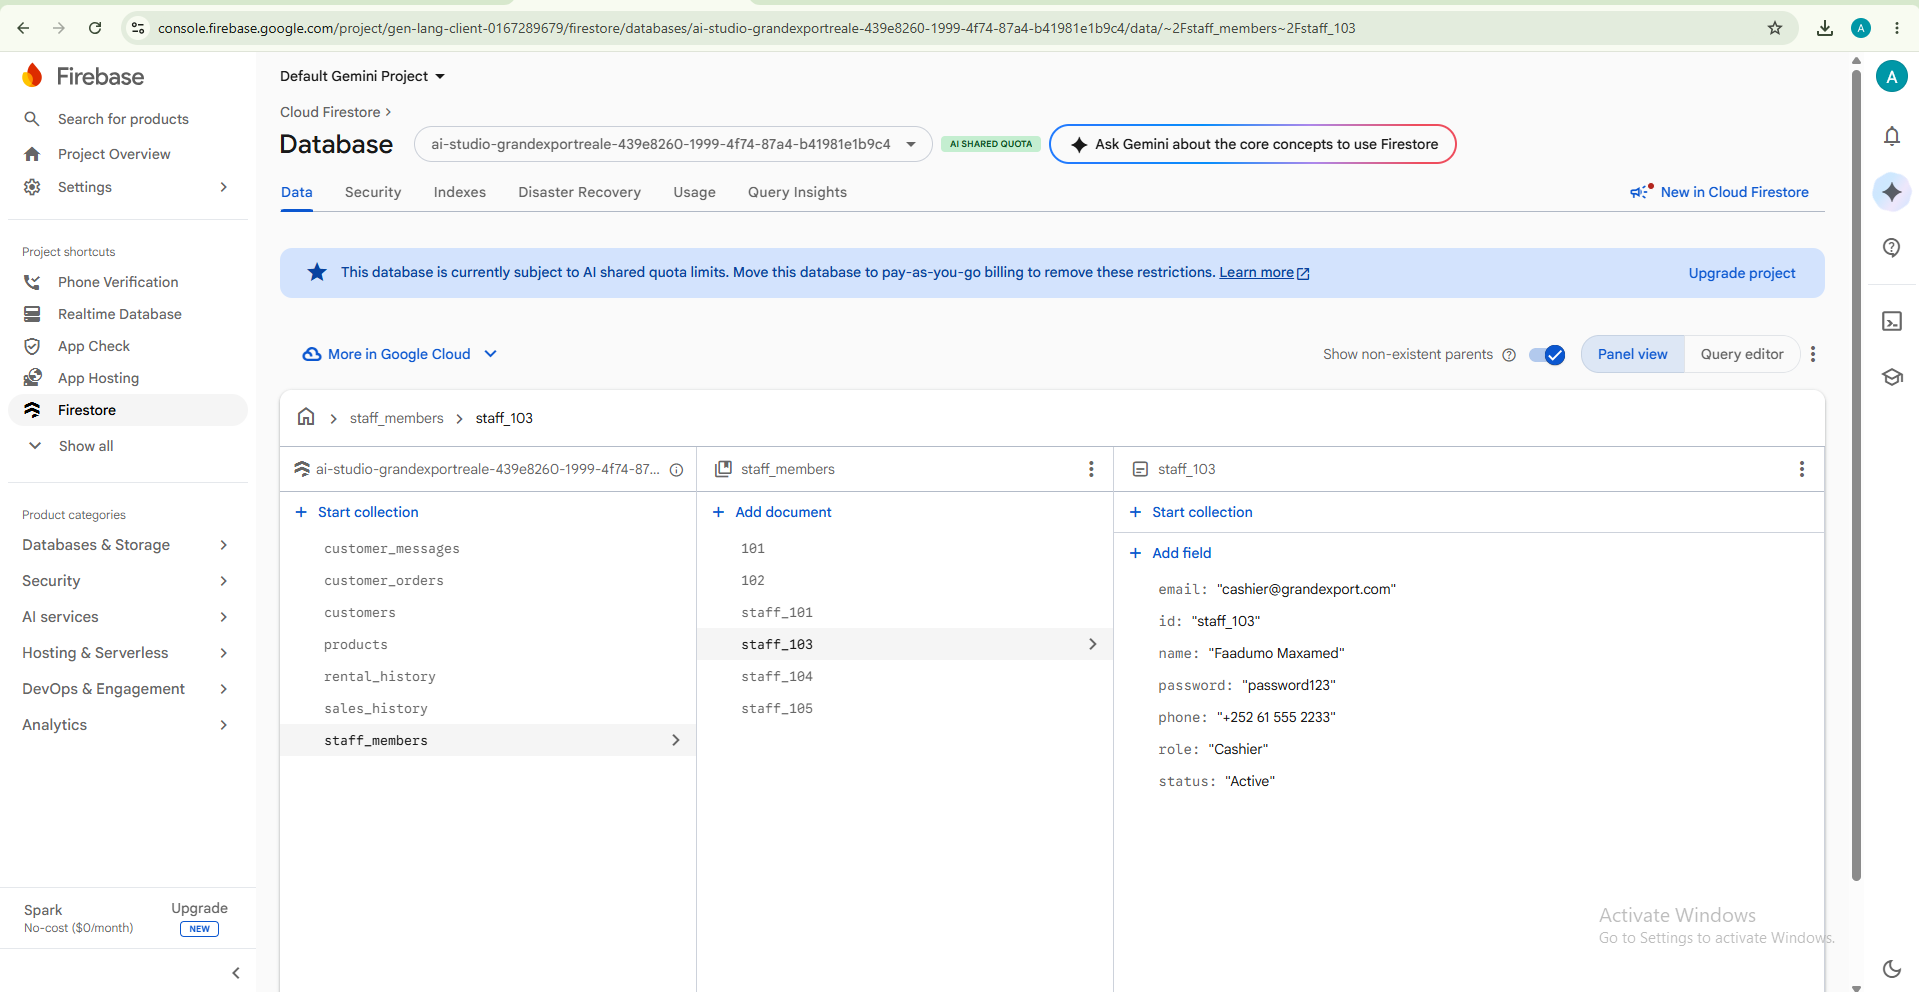 console.firebase.google.com/project/gen-lang-client-0167289679/firestore/databases/ai-studio-grandexportreale-439e8260-1999-4f74-87a4-b41981e1b9c4/data/~2Fstaff_members~2Fstaff_103
A
Firebase
Search for products
Project Overview
Settings
Project shortcuts
Phone Verification
Realtime Database
App Check
App Hosting
Firestore
Show all
Product categories
Databases & Storage
Security
AI services
Hosting & Serverless
DevOps & Engagement
Analytics
Spark
No-cost ($0/month)
Upgrade
NEW
Default Gemini Project
Cloud Firestore
Database
ai-studio-grandexportreale-439e8260-1999-4f74-87a4-b41981e1b9c4
AI SHARED QUOTA
Ask Gemini about the core concepts to use Firestore
Data
Security
Indexes
Disaster Recovery
Usage
Query Insights
New in Cloud Firestore
This database is currently subject to AI shared quota limits. Move this database to pay-as-you-go billing to remove these restrictions. Learn more
Upgrade project
More in Google Cloud
Show non-existent parents
Panel view
Query editor
staff_members
staff_103
ai-studio-grandexportreale-439e8260-1999-4f74-87...
Start collection
customer_messages
customer_orders
customers
products
rental_history
sales_history
staff_members
staff_members
Add document
101
102
staff_101
staff_103
staff_104
staff_105
staff_103
Start collection
Add field
email: "cashier@grandexport.com"
id: "staff_103"
name: "Faadumo Maxamed"
password: "password123"
phone: "+252 61 555 2233"
role: "Cashier"
status: "Active"
A
Activate Windows
Go to Settings to activate Windows.